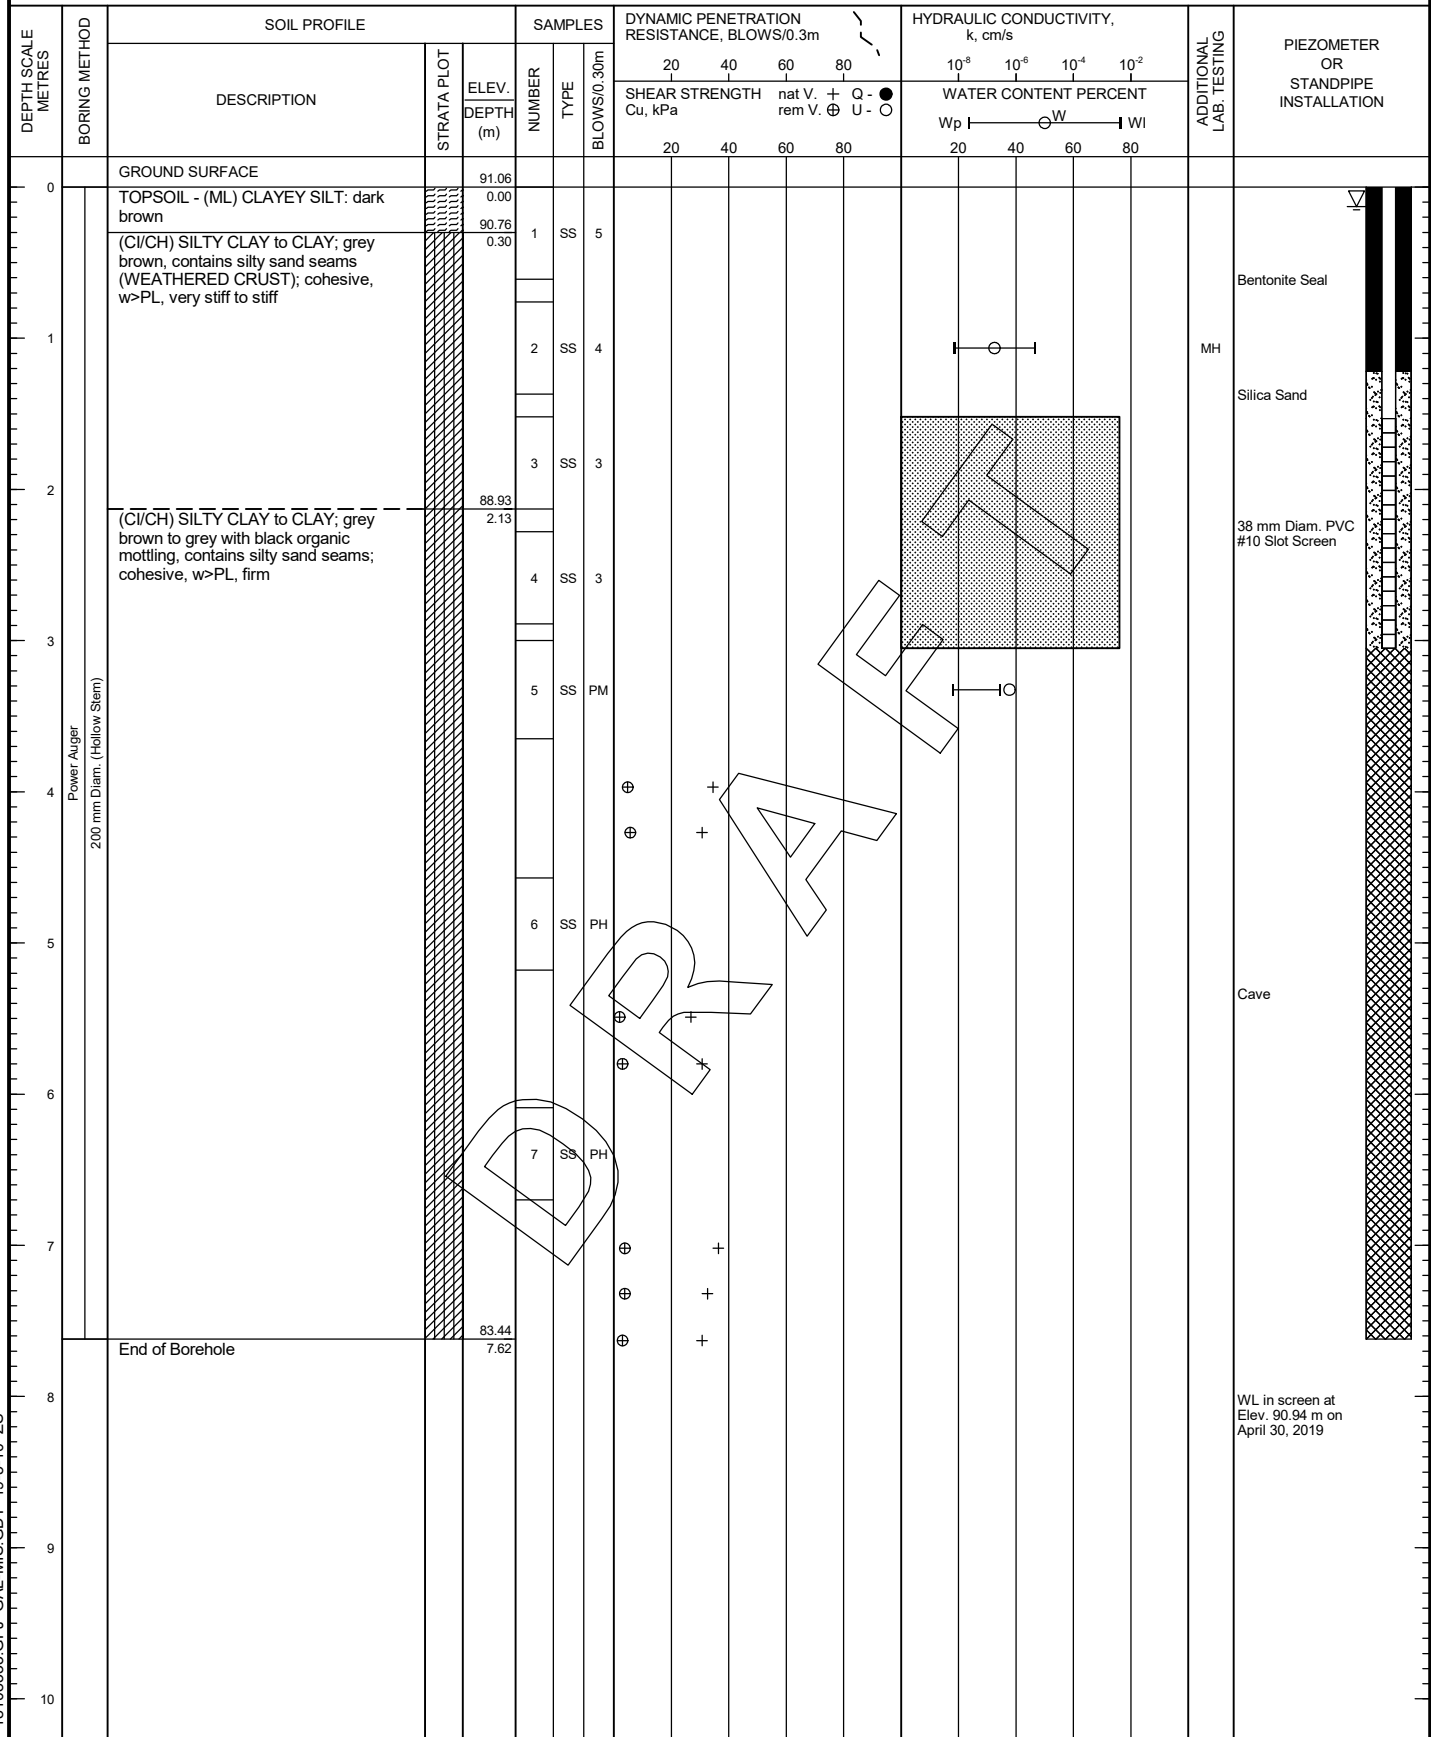 DEPTH SCALE
METRES
BORING METHOD
SOIL PROFILE
DESCRIPTION
STRATA PLOT
ELEV.
DEPTH
(m)
SAMPLES
NUMBER
TYPE
BLOWS/0.30m
DYNAMIC PENETRATION
RESISTANCE, BLOWS/0.3m
20 40 60 80
SHEAR STRENGTH nat V. + Q - ●
Cu, kPa rem V. ⊕ U - ○
20 40 60 80
HYDRAULIC CONDUCTIVITY,
k, cm/s
10⁻⁸ 10⁻⁶ 10⁻⁴ 10⁻²
WATER CONTENT PERCENT
Wp W Wl
20 40 60 80
ADDITIONAL
LAB. TESTING
PIEZOMETER
OR
STANDPIPE
INSTALLATION
GROUND SURFACE 91.06
0
TOPSOIL - (ML) CLAYEY SILT: dark
brown
0.00
90.76
0.30
(CI/CH) SILTY CLAY to CLAY; grey
brown, contains silty sand seams
(WEATHERED CRUST); cohesive,
w>PL, very stiff to stiff
1 SS 5
Bentonite Seal
1
2 SS 4
MH
Silica Sand
3 SS 3
2
88.93
2.13
(CI/CH) SILTY CLAY to CLAY; grey
brown to grey with black organic
mottling, contains silty sand seams;
cohesive, w>PL, firm
38 mm Diam. PVC
#10 Slot Screen
4 SS 3
3
5 SS PM
Power Auger
200 mm Diam. (Hollow Stem)
4
6 SS PH
5
Cave
6
7 SS PH
7
83.44
7.62
End of Borehole
8
WL in screen at
Elev. 90.94 m on
April 30, 2019
9
10
DRAFT